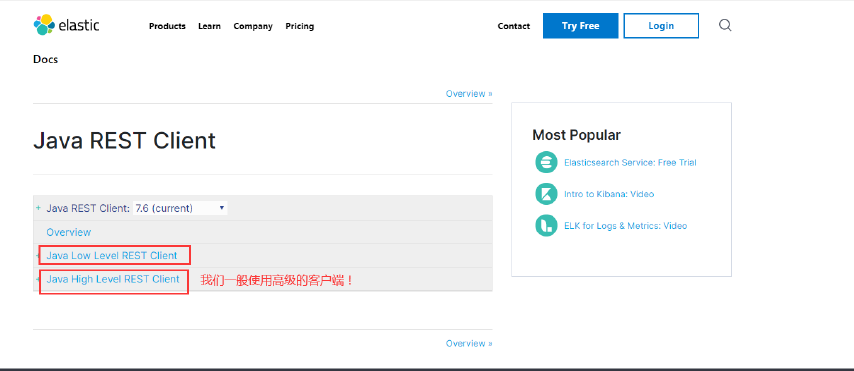 elastic
Products Learn Company Pricing
Contact
Try Free
Login
Docs
Overview »
Java REST Client
+ Java REST Client: 7.6 (current)
Overview
+ Java Low Level REST Client
+ Java High Level REST Client
我们一般使用高级的客户端！
Overview »
Most Popular
Elasticsearch Service: Free Trial
Intro to Kibana: Video
ELK for Logs & Metrics: Video